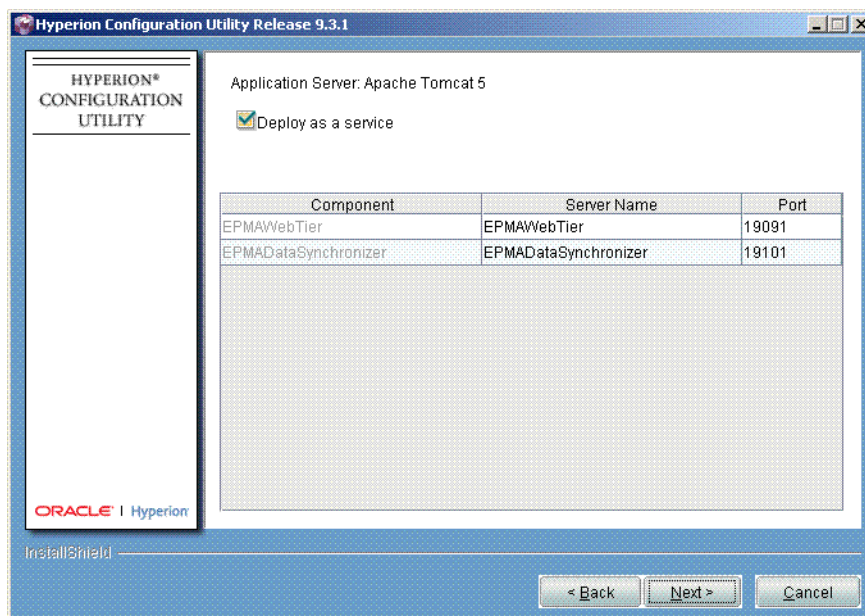 Hyperion Configuration Utility Release 9.3.1
HYPERION®
CONFIGURATION
UTILITY
Application Server: Apache Tomcat 5
Deploy as a service
Component Server Name Port
EPMAWebTier EPMAWebTier 19091
EPMADataSynchronizer EPMADataSynchronizer 19101
ORACLE' | Hyperion
InstallShield
< Back Next > Cancel